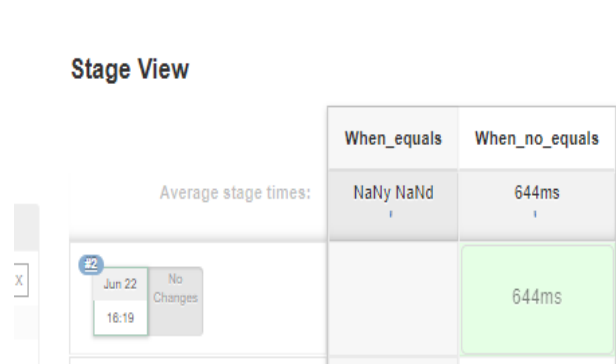 Stage View
When_equals When_no_equals
Average stage times: NaNy NaNd 644ms
#2
Jun 22 No
Changes
16:19
644ms
X